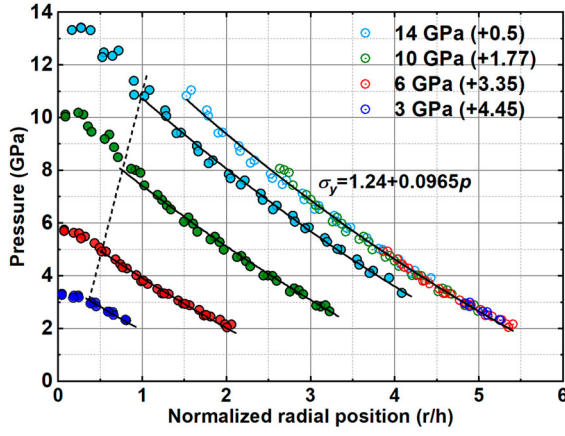 14
12
10
8
6
4
2
0
Pressure (GPa)
14 GPa (+0.5)
10 GPa (+1.77)
6 GPa (+3.35)
3 GPa (+4.45)
σy=1.24+0.0965p
0 1 2 3 4 5 6
Normalized radial position (r/h)